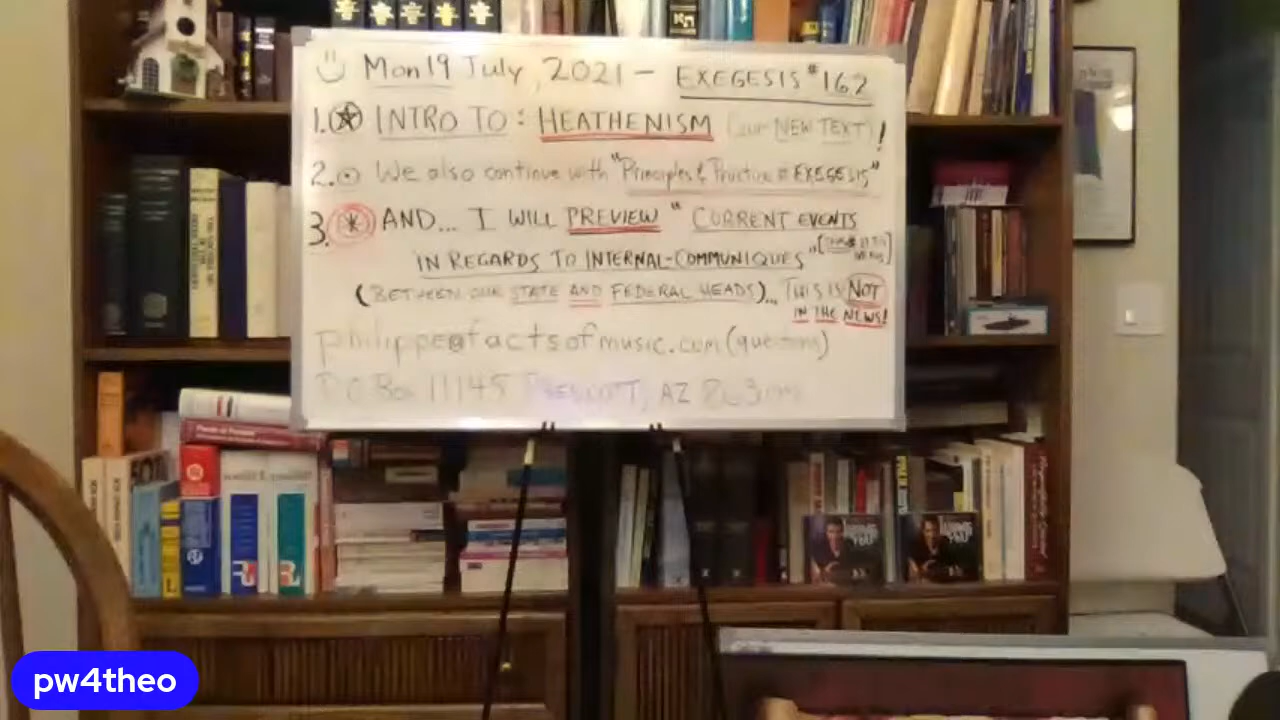 Mon 19 July, 2021 - EXEGESIS #162
1. INTRO TO: HEATHENISM (our NEW TEXT)!
2. We also continue with "Principles & Practice of EXEGESIS"
3. AND... I WILL PREVIEW "CURRENT EVENTS
IN REGARDS TO INTERNAL-COMMUNIQUES"
(BETWEEN OUR STATE AND FEDERAL HEADS)... THIS IS NOT
IN THE NEWS!
philippe@factsofmusic.com (questions)
P.O. Box 11145 PRESCOTT, AZ
pw4theo